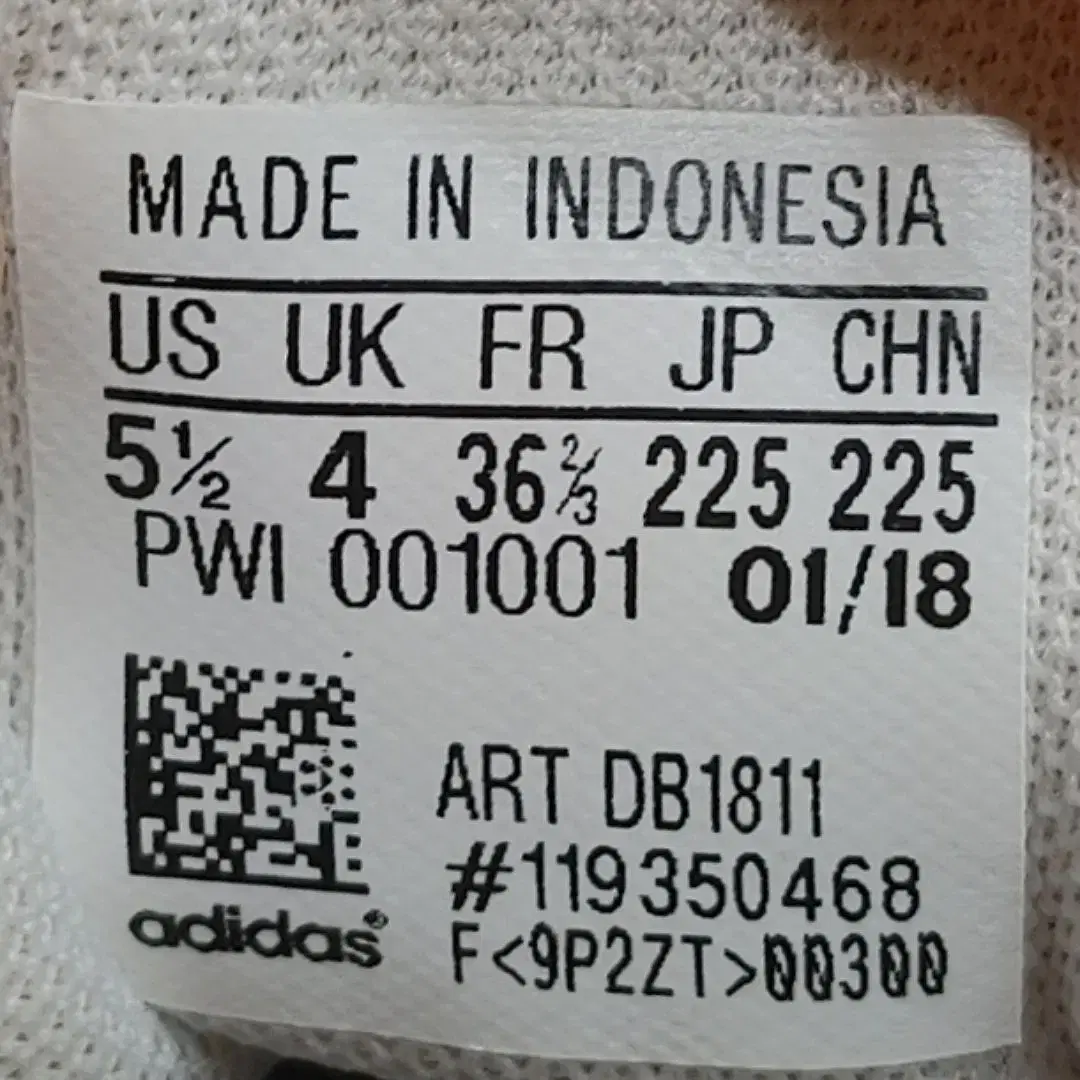 MADE IN INDONESIA
US UK FR JP CHN
5½ 4 36⅔ 225 225
PWI 001001 01/18
ART DB1811
#119350468
adidas®
F<9P2ZT>00300